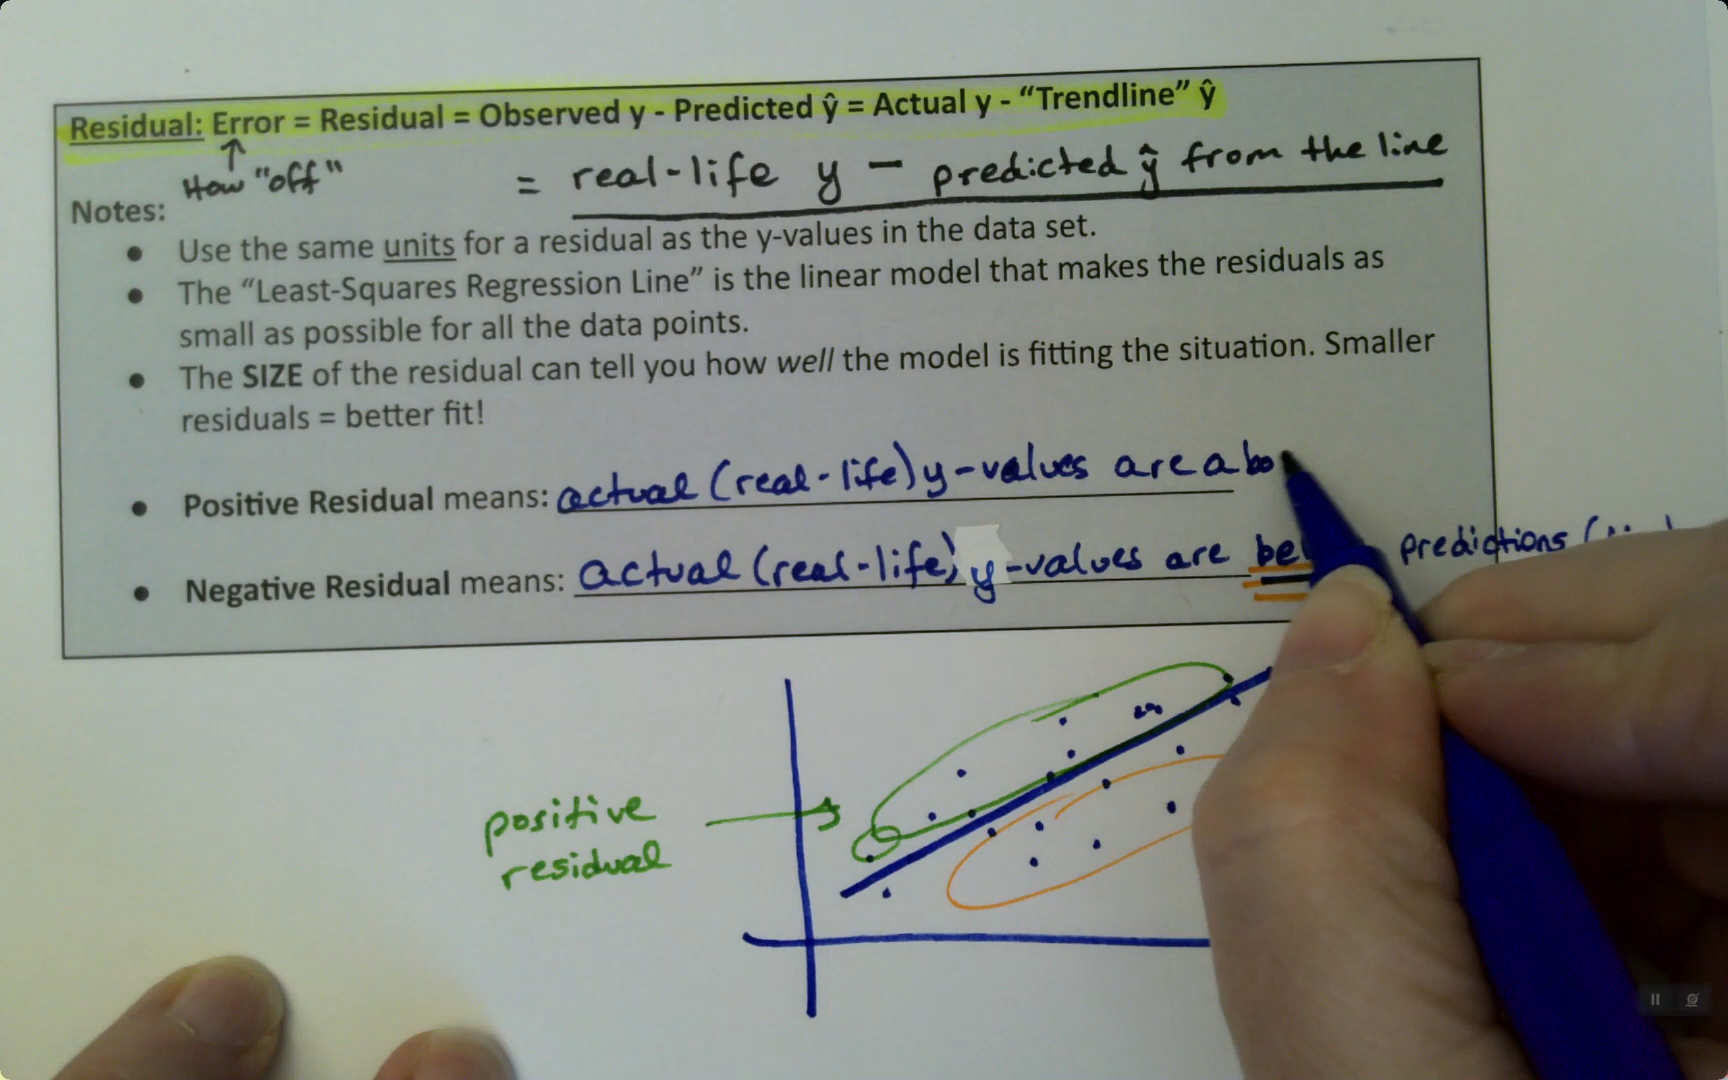 Residual: Error = Residual = Observed y - Predicted ŷ = Actual y - “Trendline” ŷ
How "off"
= real-life y - predicted ŷ from the line
Notes:
● Use the same units for a residual as the y-values in the data set.
● The “Least-Squares Regression Line” is the linear model that makes the residuals as
small as possible for all the data points.
● The SIZE of the residual can tell you how well the model is fitting the situation. Smaller
residuals = better fit!
● Positive Residual means: actual (real-life) y-values are abo
● Negative Residual means: actual (real-life) y-values are be predictions (
positive
residual